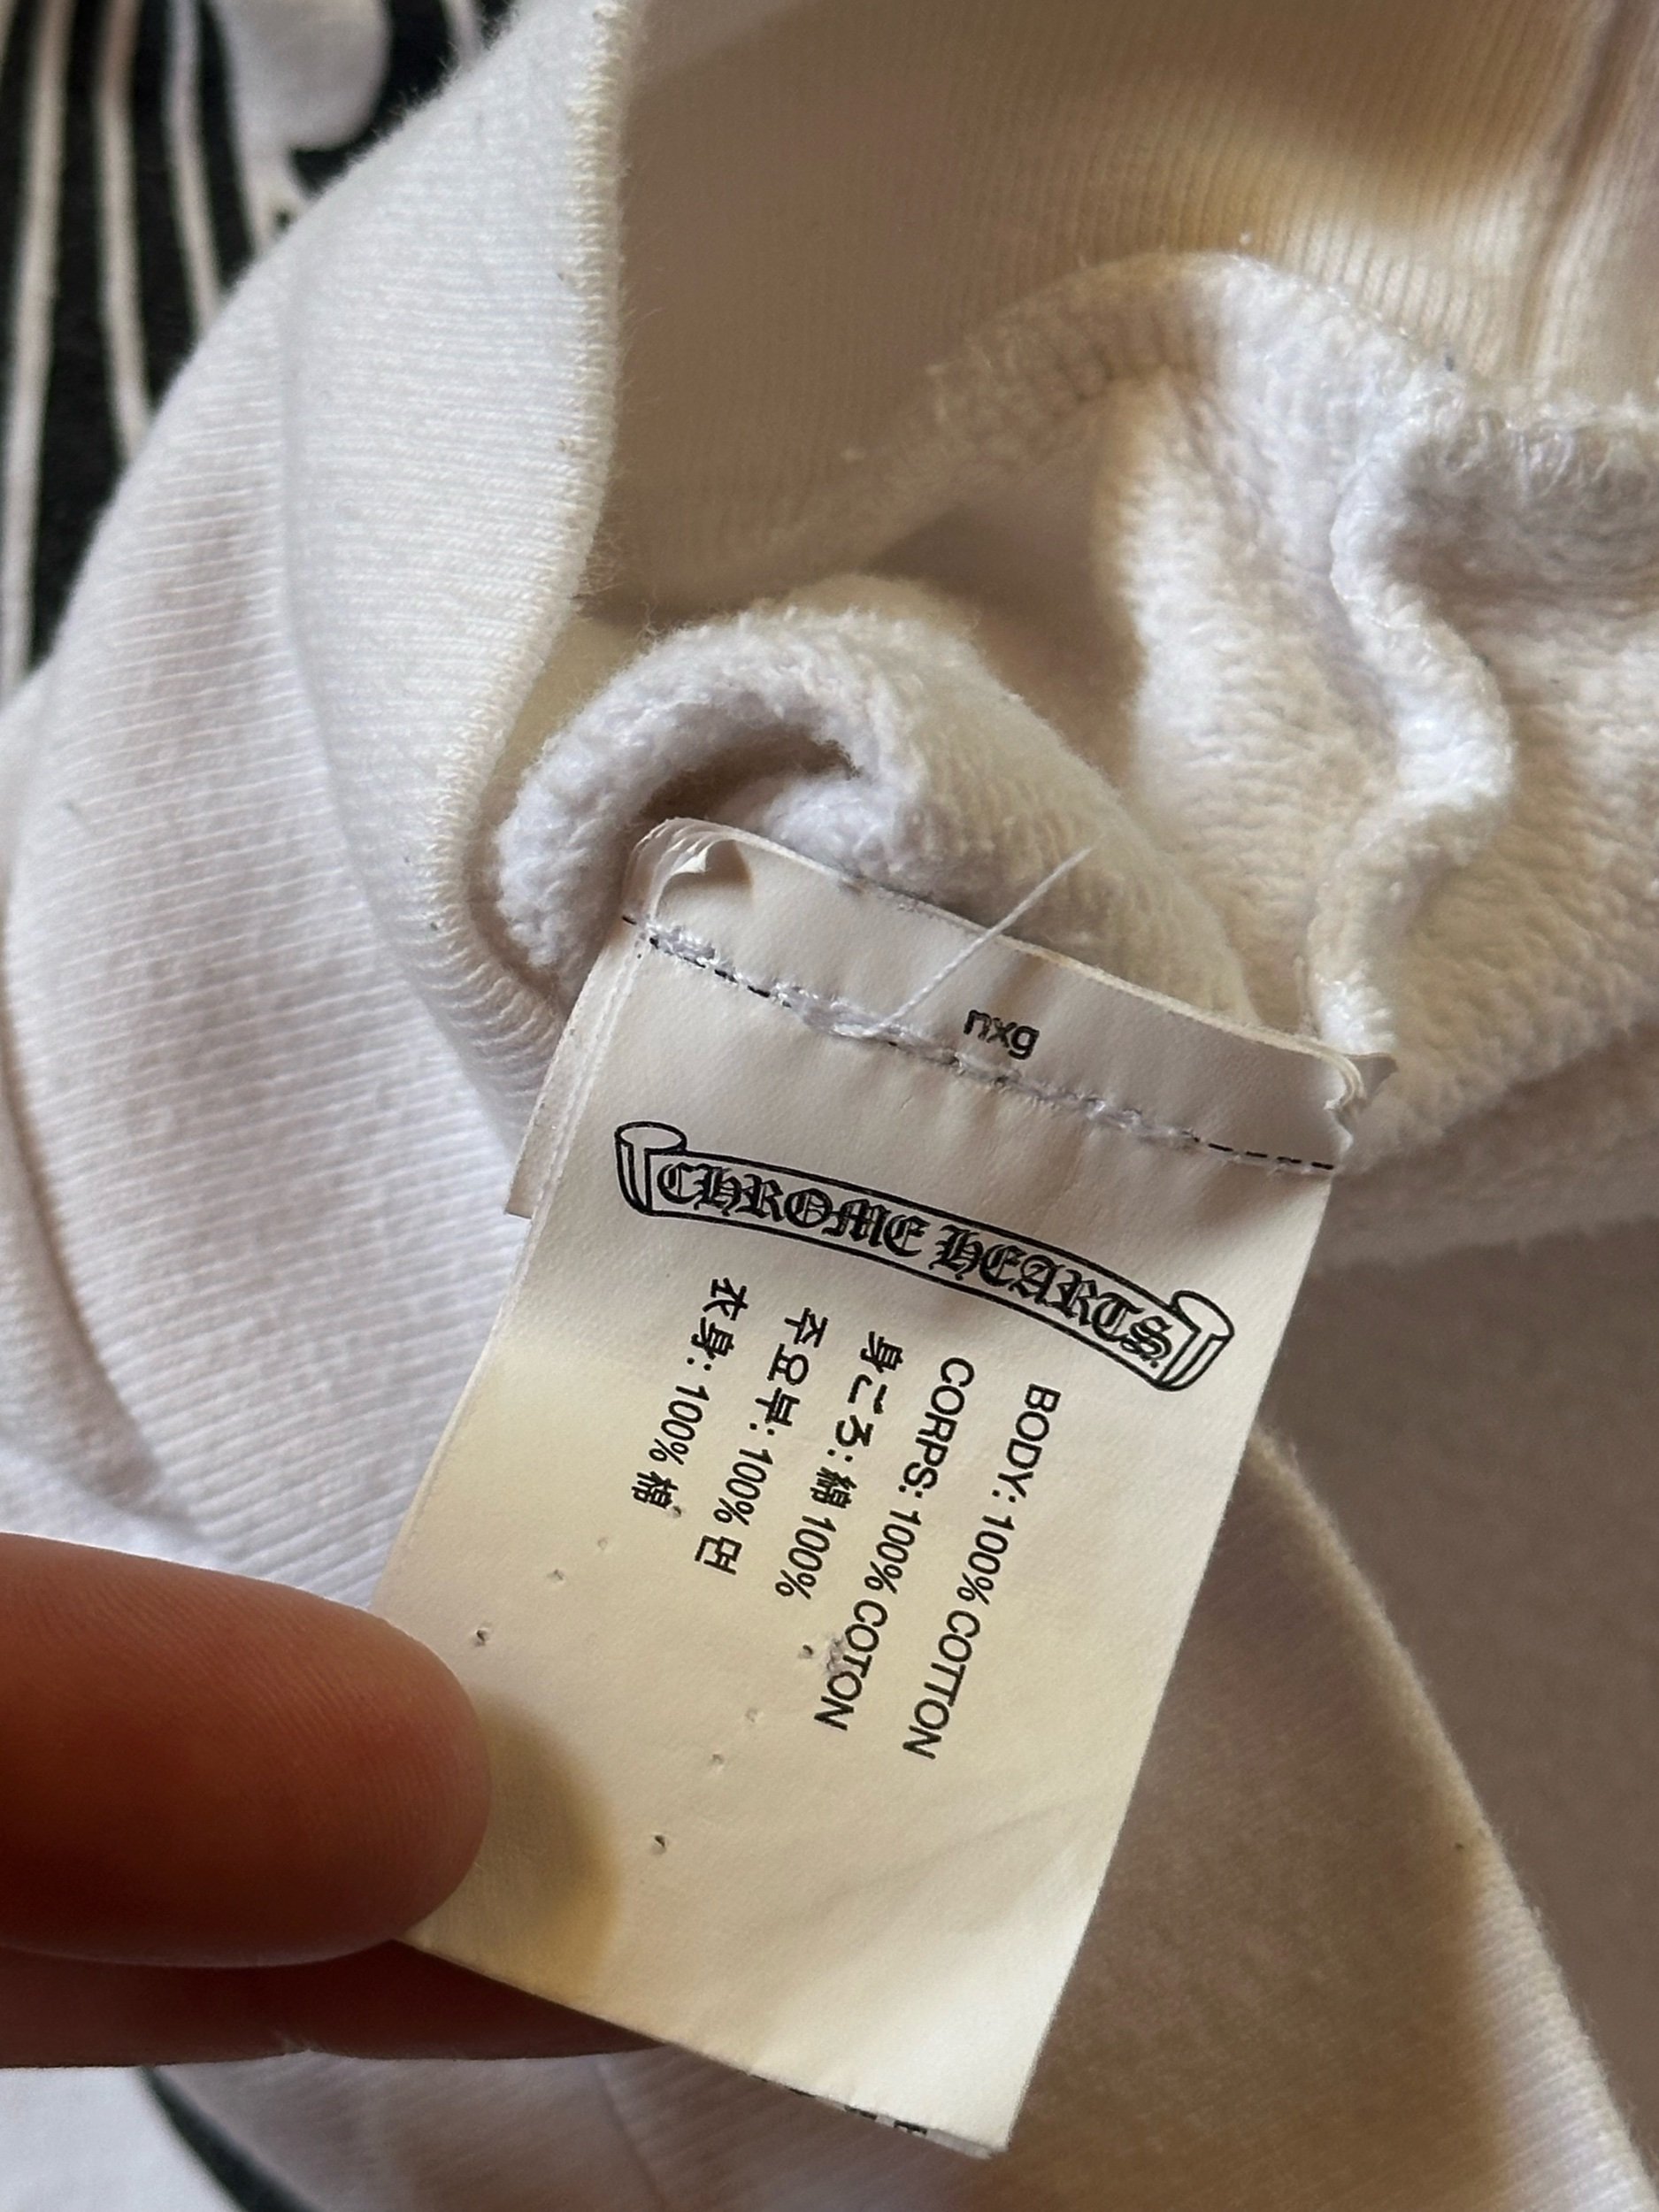 nxg
CHROME HEARTS
BODY: 100% COTTON
CORPS: 100% COTON
身ごろ: 綿 100%
주요부: 100% 면
衣身: 100% 棉